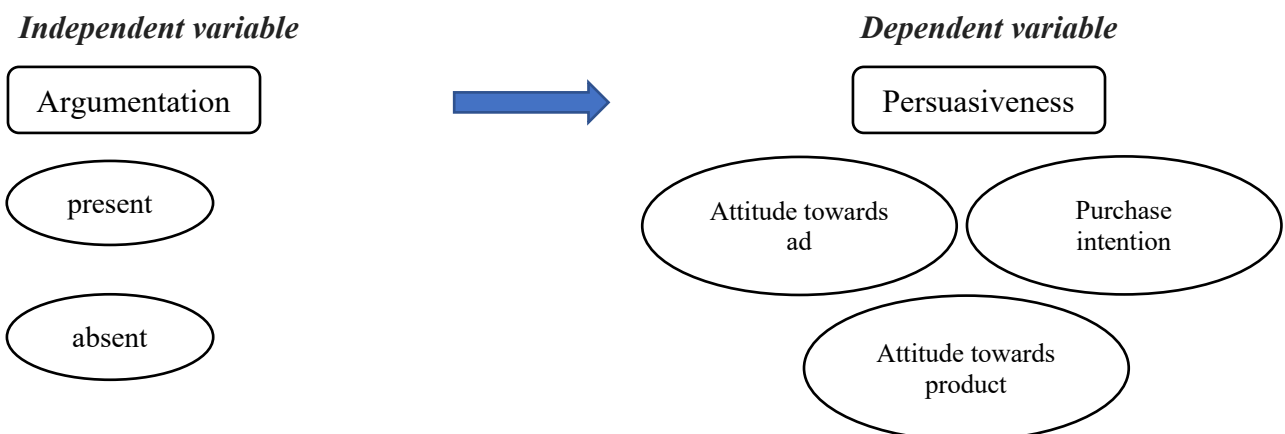 Independent variable
Dependent variable
Argumentation
Persuasiveness
present
Attitude towards
ad
Purchase
intention
absent
Attitude towards
product